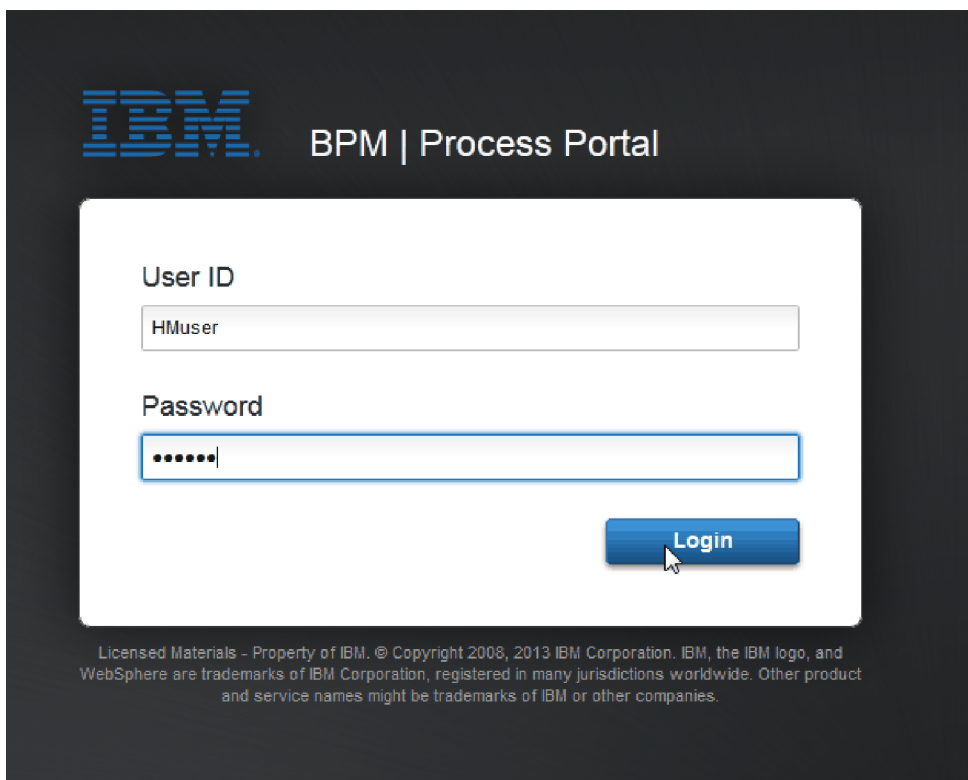 IBM.
BPM | Process Portal
User ID
HMuser
Password
••••••
Login
Licensed Materials - Property of IBM. © Copyright 2008, 2013 IBM Corporation. IBM, the IBM logo, and
WebSphere are trademarks of IBM Corporation, registered in many jurisdictions worldwide. Other product
and service names might be trademarks of IBM or other companies.